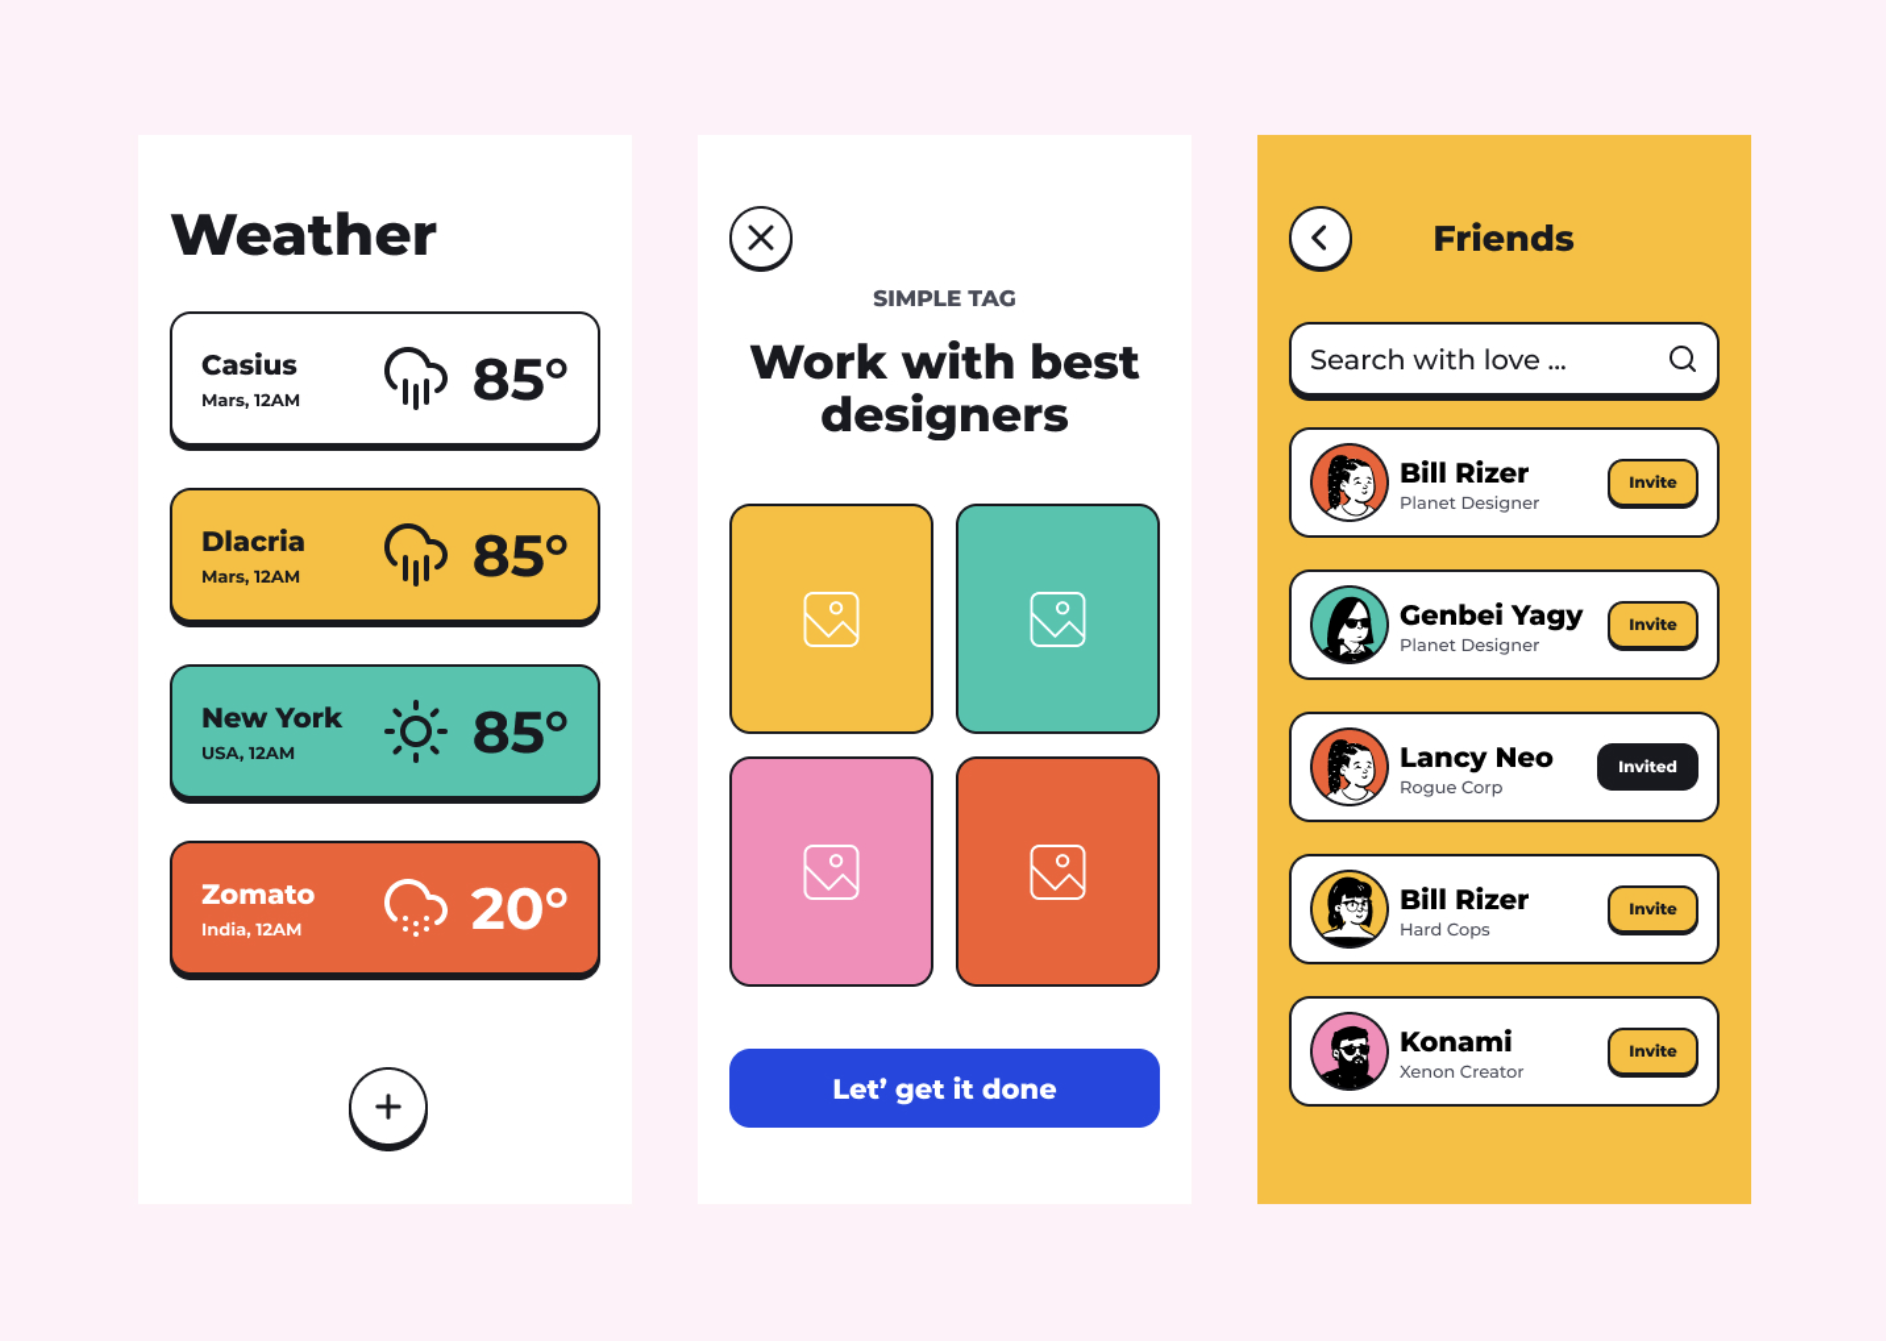 Weather
Casius
Mars, 12AM
85°
Dlacria
Mars, 12AM
85°
New York
USA, 12AM
85°
Zomato
India, 12AM
20°
SIMPLE TAG
Work with best
designers
Let’ get it done
Friends
Search with love ...
Bill Rizer
Planet Designer
Invite
Genbei Yagy
Planet Designer
Invite
Lancy Neo
Rogue Corp
Invited
Bill Rizer
Hard Cops
Invite
Konami
Xenon Creator
Invite